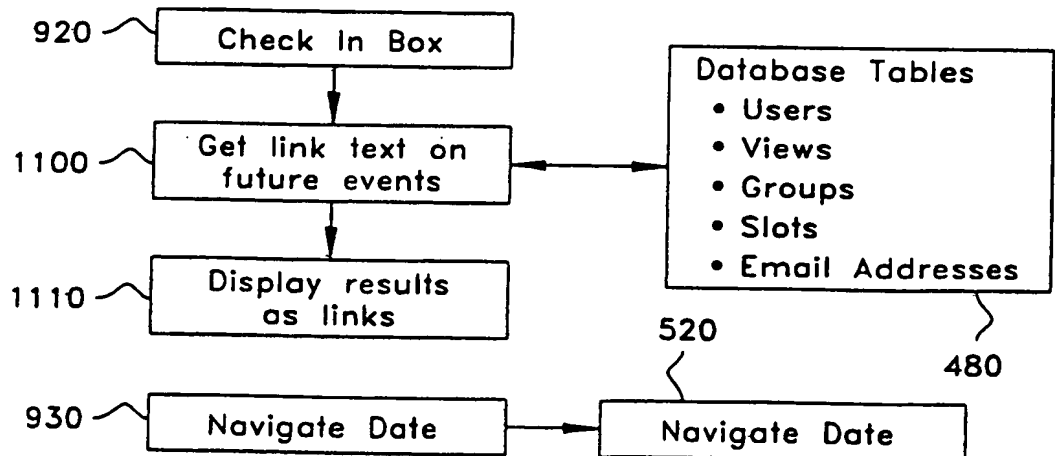 920
Check In Box
1100
Get link text on
future events
1110
Display results
as links
Database Tables
• Users
• Views
• Groups
• Slots
• Email Addresses
480
520
930
Navigate Date
Navigate Date